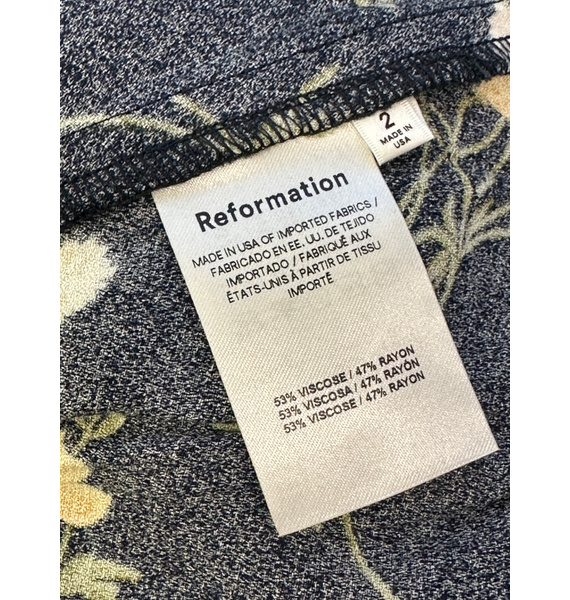 2
MADE IN
USA
Reformation
MADE IN USA OF IMPORTED FABRICS /
FABRICADO EN EE. UU. DE TEJIDO
IMPORTADO / FABRIQUÉ AUX
ÉTATS-UNIS À PARTIR DE TISSU
IMPORTÉ
53% VISCOSE / 47% RAYON
53% VISCOSA / 47% RAYÓN
53% VISCOSE / 47% RAYON